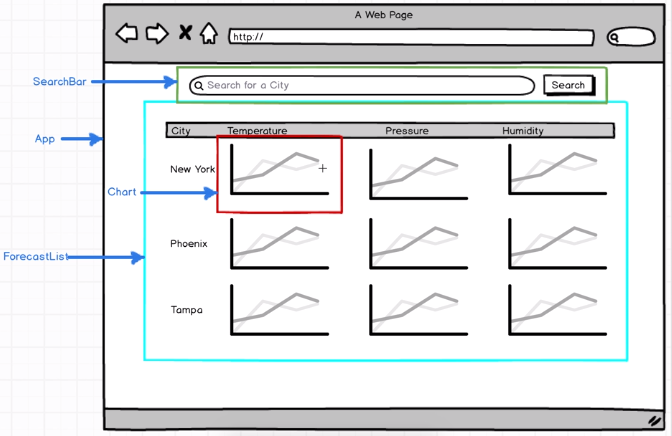 A Web Page
http://
SearchBar
Search for a City
Search
City Temperature Pressure Humidity
App
New York
Chart
Phoenix
ForecastList
Tampa